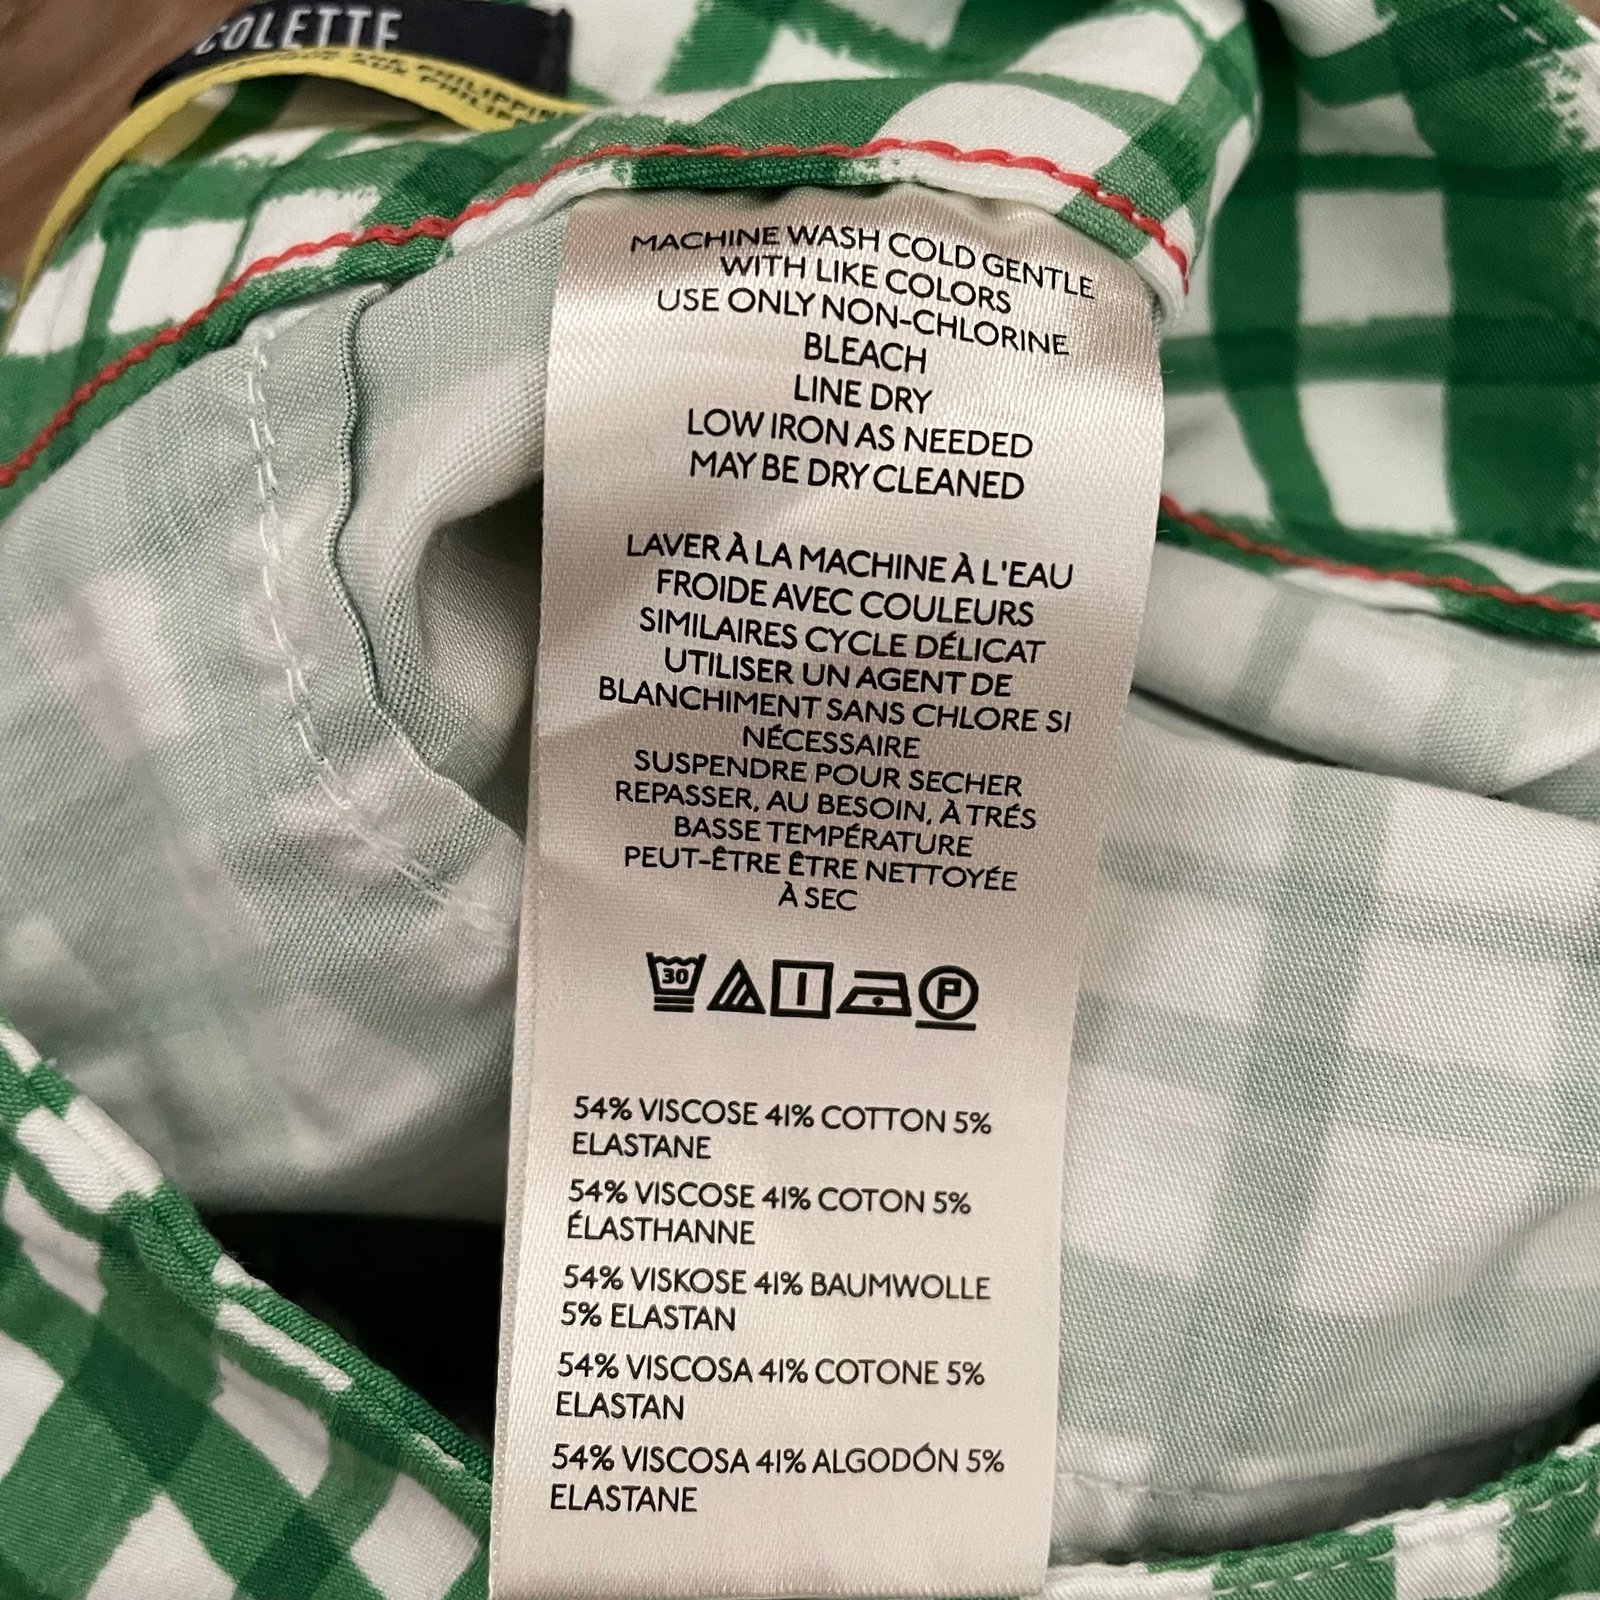 COLETTE
PHILIPPIN
MACHINE WASH COLD GENTLE
WITH LIKE COLORS
USE ONLY NON-CHLORINE
BLEACH
LINE DRY
LOW IRON AS NEEDED
MAY BE DRY CLEANED
LAVER À LA MACHINE À L'EAU
FROIDE AVEC COULEURS
SIMILAIRES CYCLE DÉLICAT
UTILISER UN AGENT DE
BLANCHIMENT SANS CHLORE SI
NÉCESSAIRE
SUSPENDRE POUR SECHER
REPASSER, AU BESOIN, À TRÉS
BASSE TEMPÉRATURE
PEUT-ÊTRE ÊTRE NETTOYÉE
À SEC
30 P
54% VISCOSE 41% COTTON 5%
ELASTANE
54% VISCOSE 41% COTON 5%
ÉLASTHANNE
54% VISKOSE 41% BAUMWOLLE
5% ELASTAN
54% VISCOSA 41% COTONE 5%
ELASTAN
54% VISCOSA 41% ALGODÓN 5%
ELASTANE